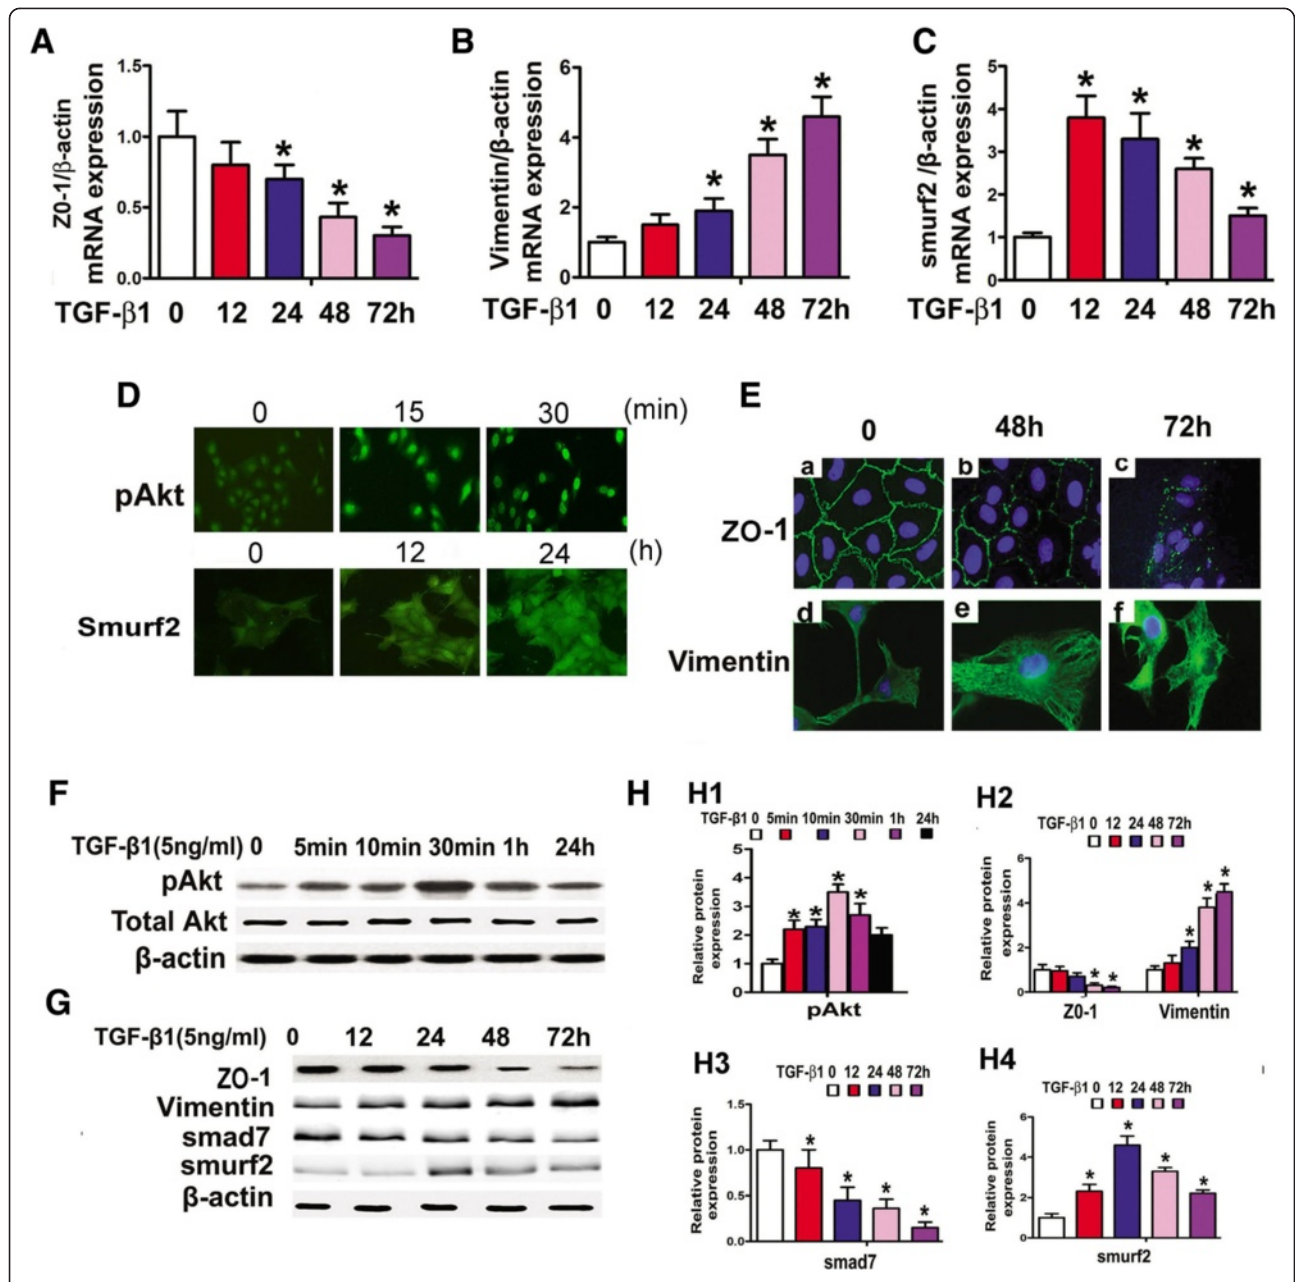 A
Z0-1/β-actin
mRNA expression
1.5
1.0
0.5
0.0
*
*
*
TGF-β1 0 12 24 48 72h
B
Vimentin/β-actin
mRNA expression
6
4
2
0
*
*
*
TGF-β1 0 12 24 48 72h
C
smurf2 /β-actin
mRNA expression
5
4
3
2
1
0
*
*
*
*
TGF-β1 0 12 24 48 72h
D
0 15 30 (min)
pAkt
0 12 24 (h)
Smurf2
E
0 48h 72h
a b c
ZO-1
d e f
Vimentin
F
TGF-β1(5ng/ml) 0 5min 10min 30min 1h 24h
pAkt
Total Akt
β-actin
G
TGF-β1(5ng/ml) 0 12 24 48 72h
ZO-1
Vimentin
smad7
smurf2
β-actin
H
H1
TGF-β1 0 5min 10min 30min 1h 24h
Relative protein
expression
5
4
3
2
1
0
* * * *
pAkt
H2
TGF-β1 0 12 24 48 72h
Relative protein
expression
6
4
2
0
* * * * *
Z0-1 Vimentin
H3
TGF-β1 0 12 24 48 72h
Relative protein
expression
1.5
1.0
0.5
0.0
* * * *
smad7
H4
TGF-β1 0 12 24 48 72h
Relative protein
expression
6
4
2
0
* * * *
smurf2